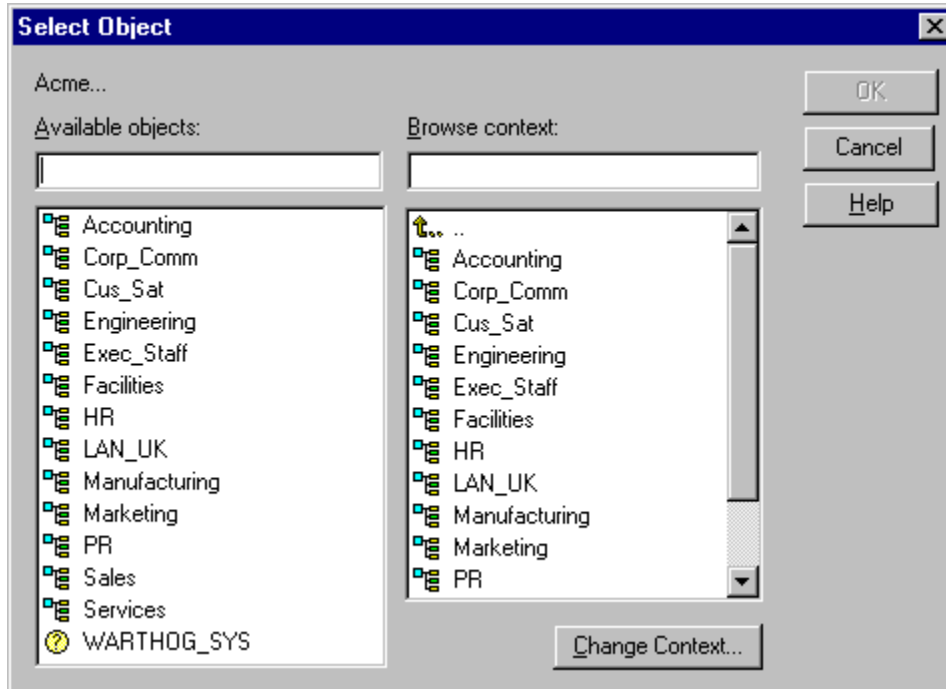 Select Object
Acme...
Available objects:
Accounting
Corp_Comm
Cus_Sat
Engineering
Exec_Staff
Facilities
HR
LAN_UK
Manufacturing
Marketing
PR
Sales
Services
WARTHOG_SYS
Browse context:
..
Accounting
Corp_Comm
Cus_Sat
Engineering
Exec_Staff
Facilities
HR
LAN_UK
Manufacturing
Marketing
PR
Change Context...
OK
Cancel
Help